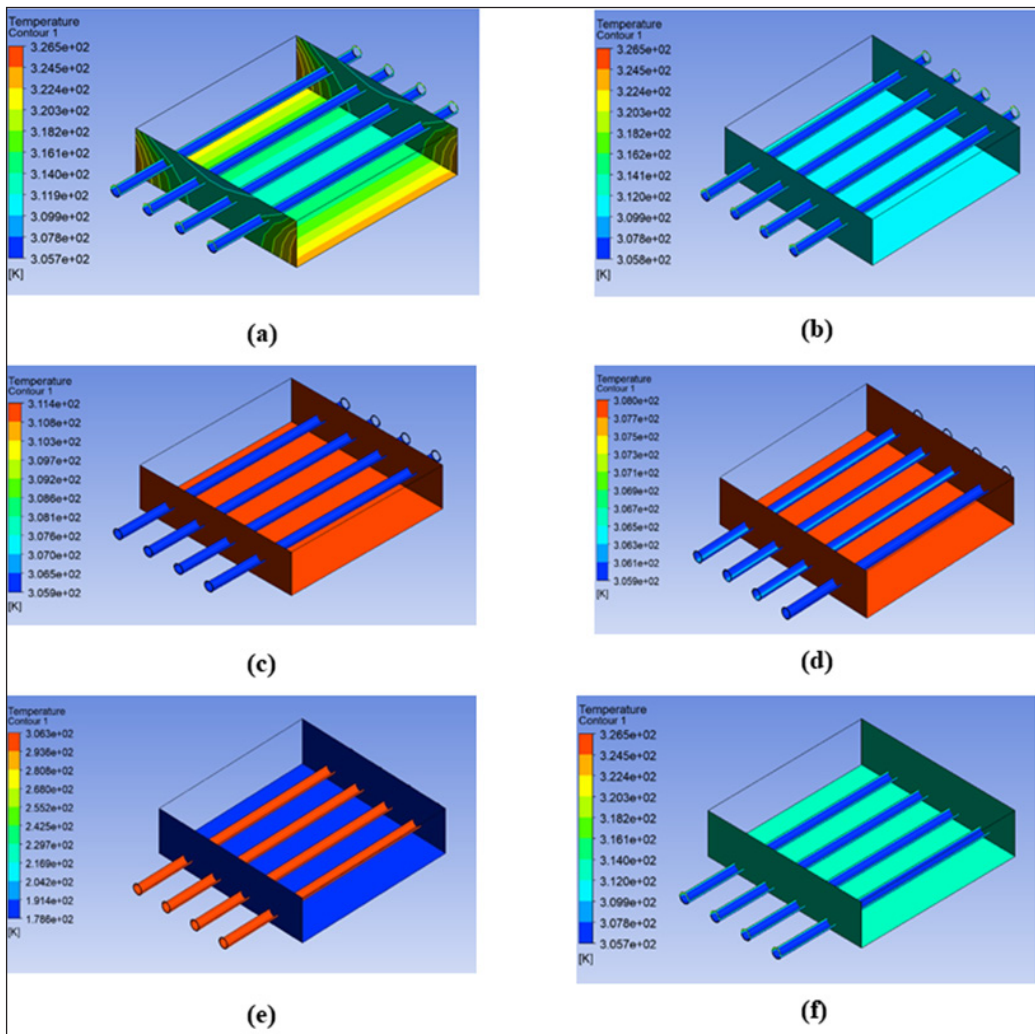 Temperature
Contour 1
3.265e+02
3.245e+02
3.224e+02
3.203e+02
3.182e+02
3.161e+02
3.140e+02
3.119e+02
3.099e+02
3.078e+02
3.057e+02
[K]
(a)
Temperature
Contour 1
3.265e+02
3.245e+02
3.224e+02
3.203e+02
3.182e+02
3.162e+02
3.141e+02
3.120e+02
3.099e+02
3.078e+02
3.058e+02
[K]
(b)
Temperature
Contour 1
3.114e+02
3.108e+02
3.103e+02
3.097e+02
3.092e+02
3.086e+02
3.081e+02
3.076e+02
3.070e+02
3.065e+02
3.059e+02
[K]
(c)
Temperature
Contour 1
3.080e+02
3.077e+02
3.075e+02
3.073e+02
3.071e+02
3.069e+02
3.067e+02
3.065e+02
3.063e+02
3.061e+02
3.059e+02
[K]
(d)
Temperature
Contour 1
3.063e+02
2.936e+02
2.808e+02
2.680e+02
2.552e+02
2.425e+02
2.297e+02
2.169e+02
2.042e+02
1.914e+02
1.786e+02
[K]
(e)
Temperature
Contour 1
3.265e+02
3.245e+02
3.224e+02
3.203e+02
3.182e+02
3.161e+02
3.140e+02
3.120e+02
3.099e+02
3.078e+02
3.057e+02
[K]
(f)